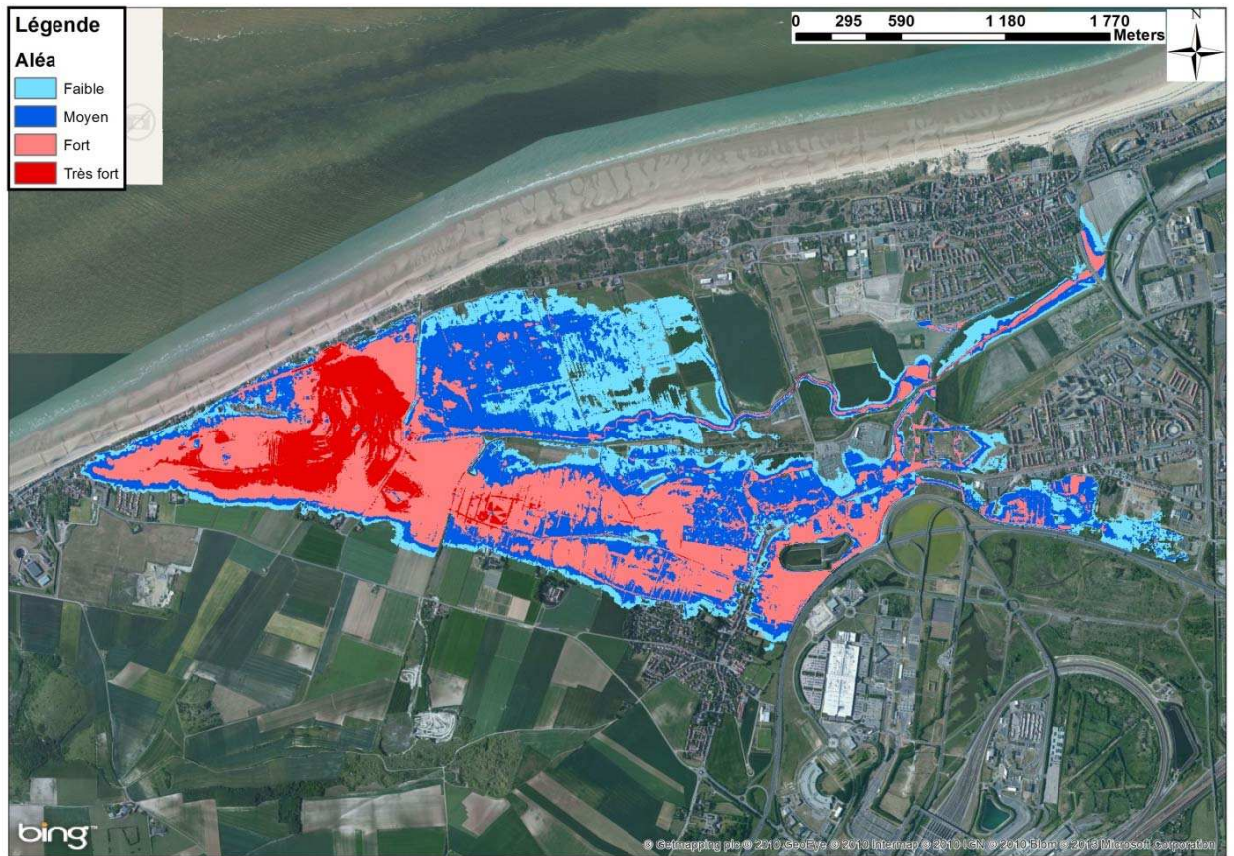 Légende
Aléa
Faible
Moyen
Fort
Très fort
0 295 590 1 180 1 770
Meters
N
bing™
© Getmapping plc © 2010 GeoEye © 2010 Intermap © 2010 IGN © 2010 Blom © 2013 Microsoft Corporation